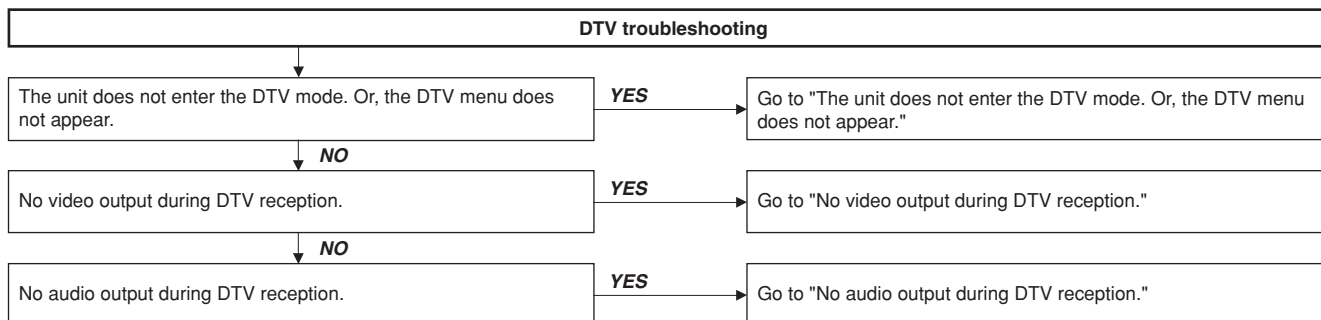 DTV troubleshooting
The unit does not enter the DTV mode. Or, the DTV menu does
not appear.
YES
Go to "The unit does not enter the DTV mode. Or, the DTV menu
does not appear."
NO
No video output during DTV reception.
YES
Go to "No video output during DTV reception."
NO
No audio output during DTV reception.
YES
Go to "No audio output during DTV reception."